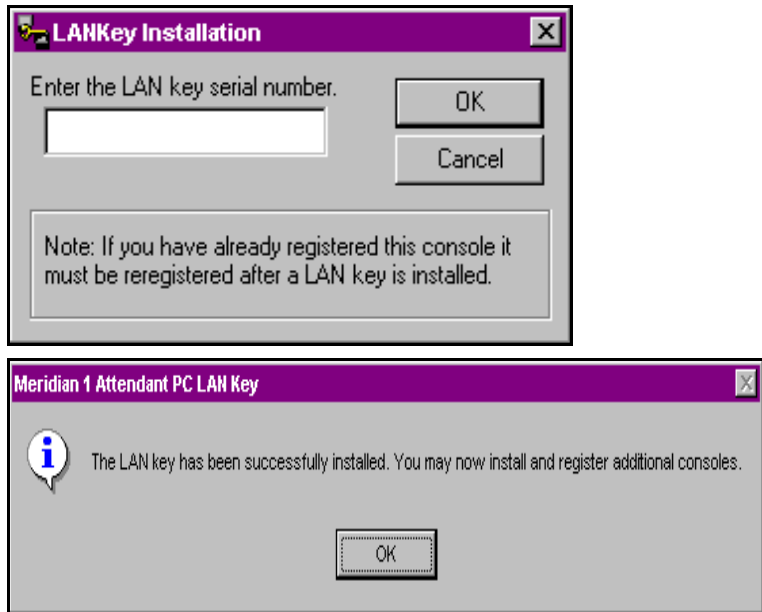 LANKey Installation
Enter the LAN key serial number.
OK
Cancel
Note: If you have already registered this console it
must be reregistered after a LAN key is installed.
Meridian 1 Attendant PC LAN Key
The LAN key has been successfully installed. You may now install and register additional consoles.
OK